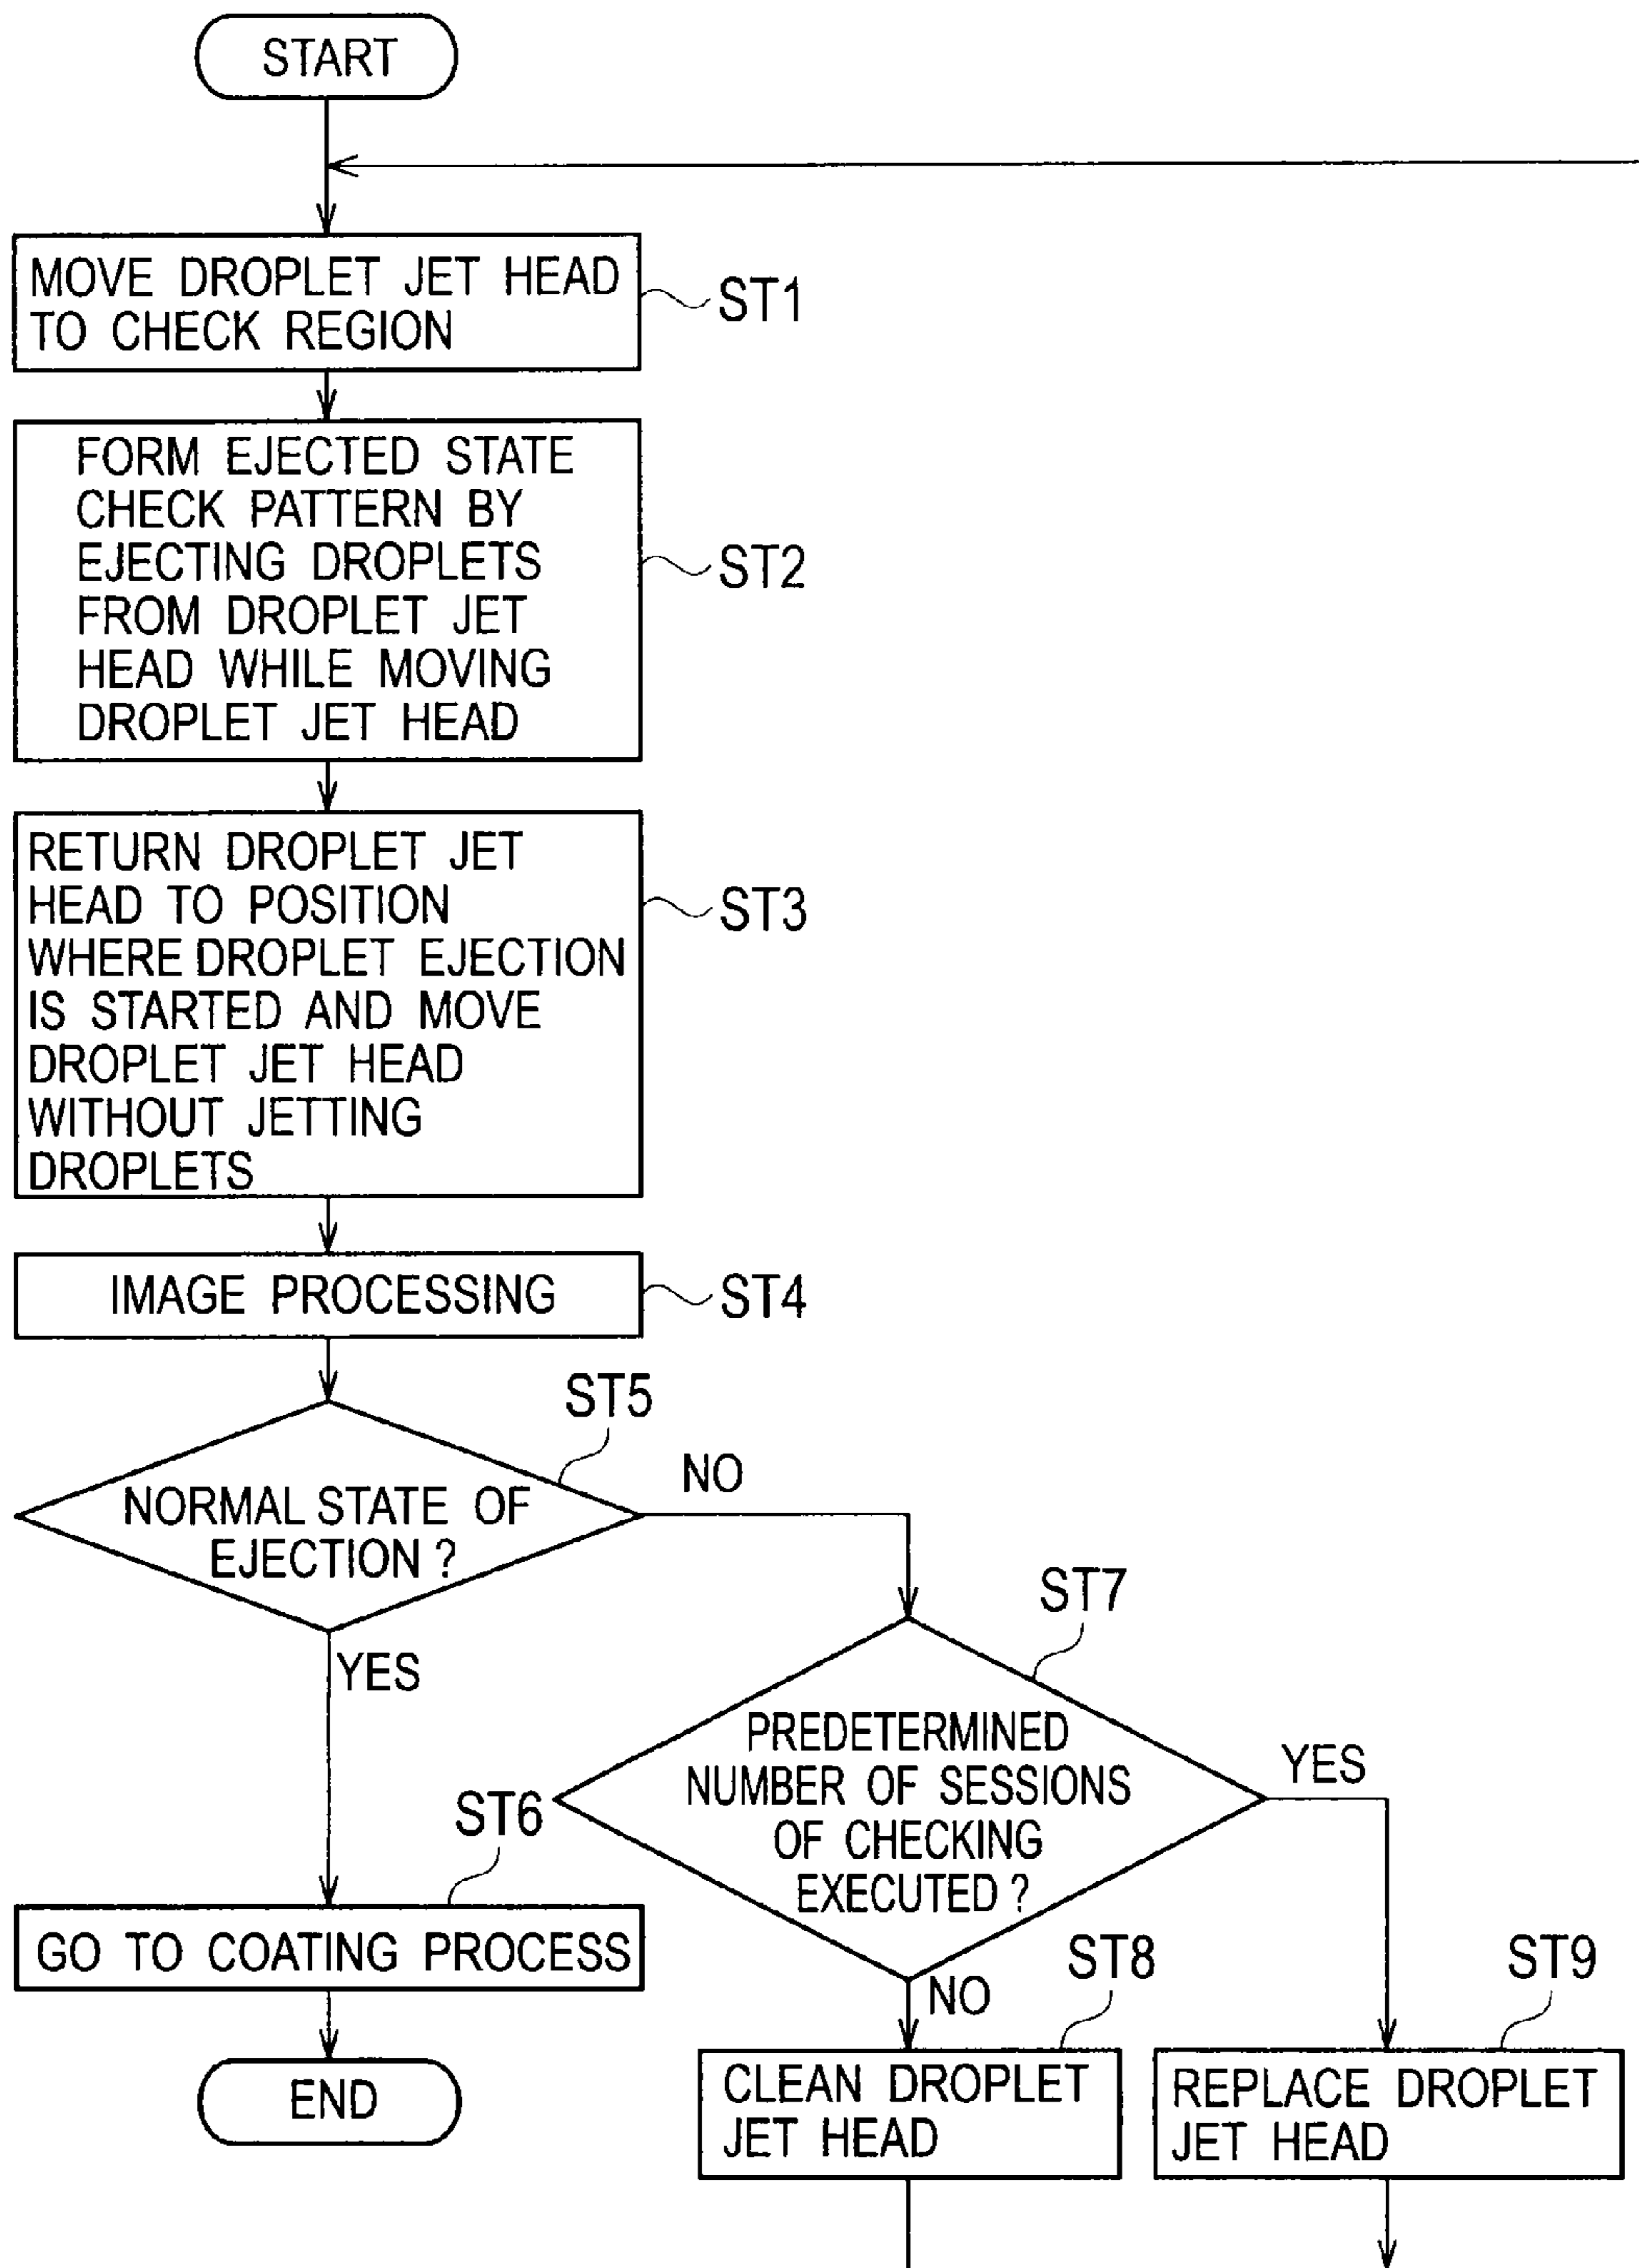 START
MOVE DROPLET JET HEAD
TO CHECK REGION
ST1
FORM EJECTED STATE
CHECK PATTERN BY
EJECTING DROPLETS
FROM DROPLET JET
HEAD WHILE MOVING
DROPLET JET HEAD
ST2
RETURN DROPLET JET
HEAD TO POSITION
WHERE DROPLET EJECTION
IS STARTED AND MOVE
DROPLET JET HEAD
WITHOUT JETTING
DROPLETS
ST3
IMAGE PROCESSING
ST4
ST5
NORMAL STATE OF
EJECTION ?
NO
YES
ST7
PREDETERMINED
NUMBER OF SESSIONS
OF CHECKING
EXECUTED ?
YES
NO
ST6
GO TO COATING PROCESS
END
ST8
CLEAN DROPLET
JET HEAD
ST9
REPLACE DROPLET
JET HEAD